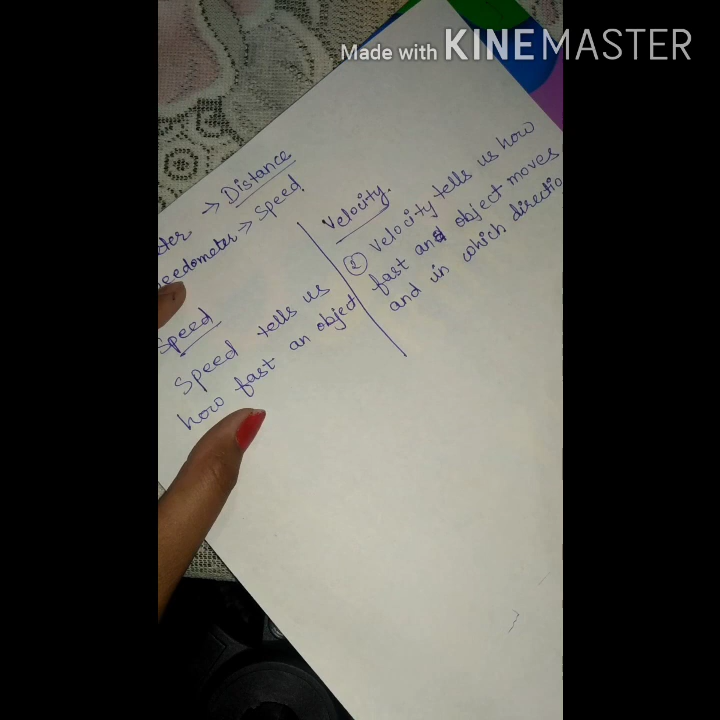 Made with KINEMASTER
→ Distance
eedometer → Speed
Speed
Speed tells us
how fast an object
Velocity.
② Velocity tells us how
fast and object moves
and in which directio